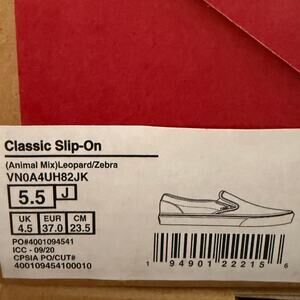 Classic Slip-On
(Animal Mix)Leopard/Zebra
VN0A4UH82JK
5.5 J
UK EUR CM
4.5 37.0 23.5
PO#4001094541
ICC - 09/20
CPSIA PO/CUT#
400109454100010
1 94901 22215 6